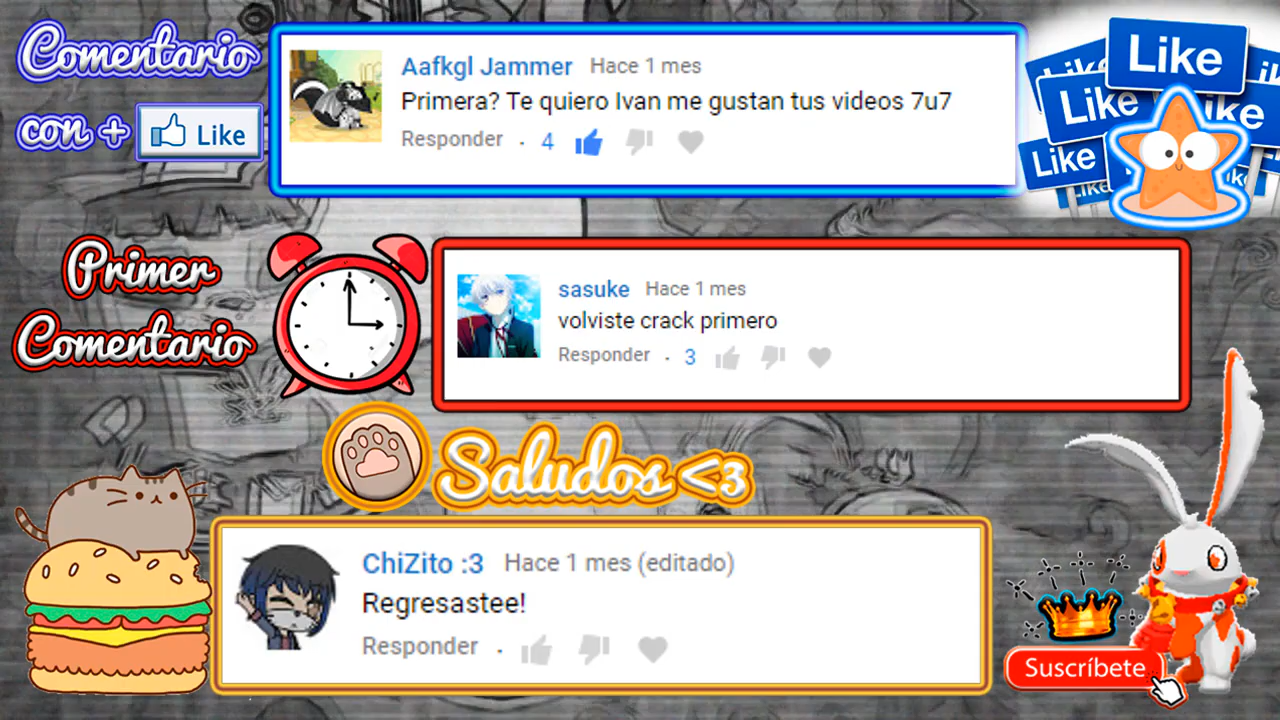 Comentario
con + Like
Aafkgl Jammer Hace 1 mes
Primera? Te quiero Ivan me gustan tus videos 7u7
Responder · 4
Like
Like
Like
Like
Like
Like
Primer
Comentario
sasuke Hace 1 mes
volviste crack primero
Responder · 3
Saludos <3
ChiZito :3 Hace 1 mes (editado)
Regresastee!
Responder ·
Suscríbete